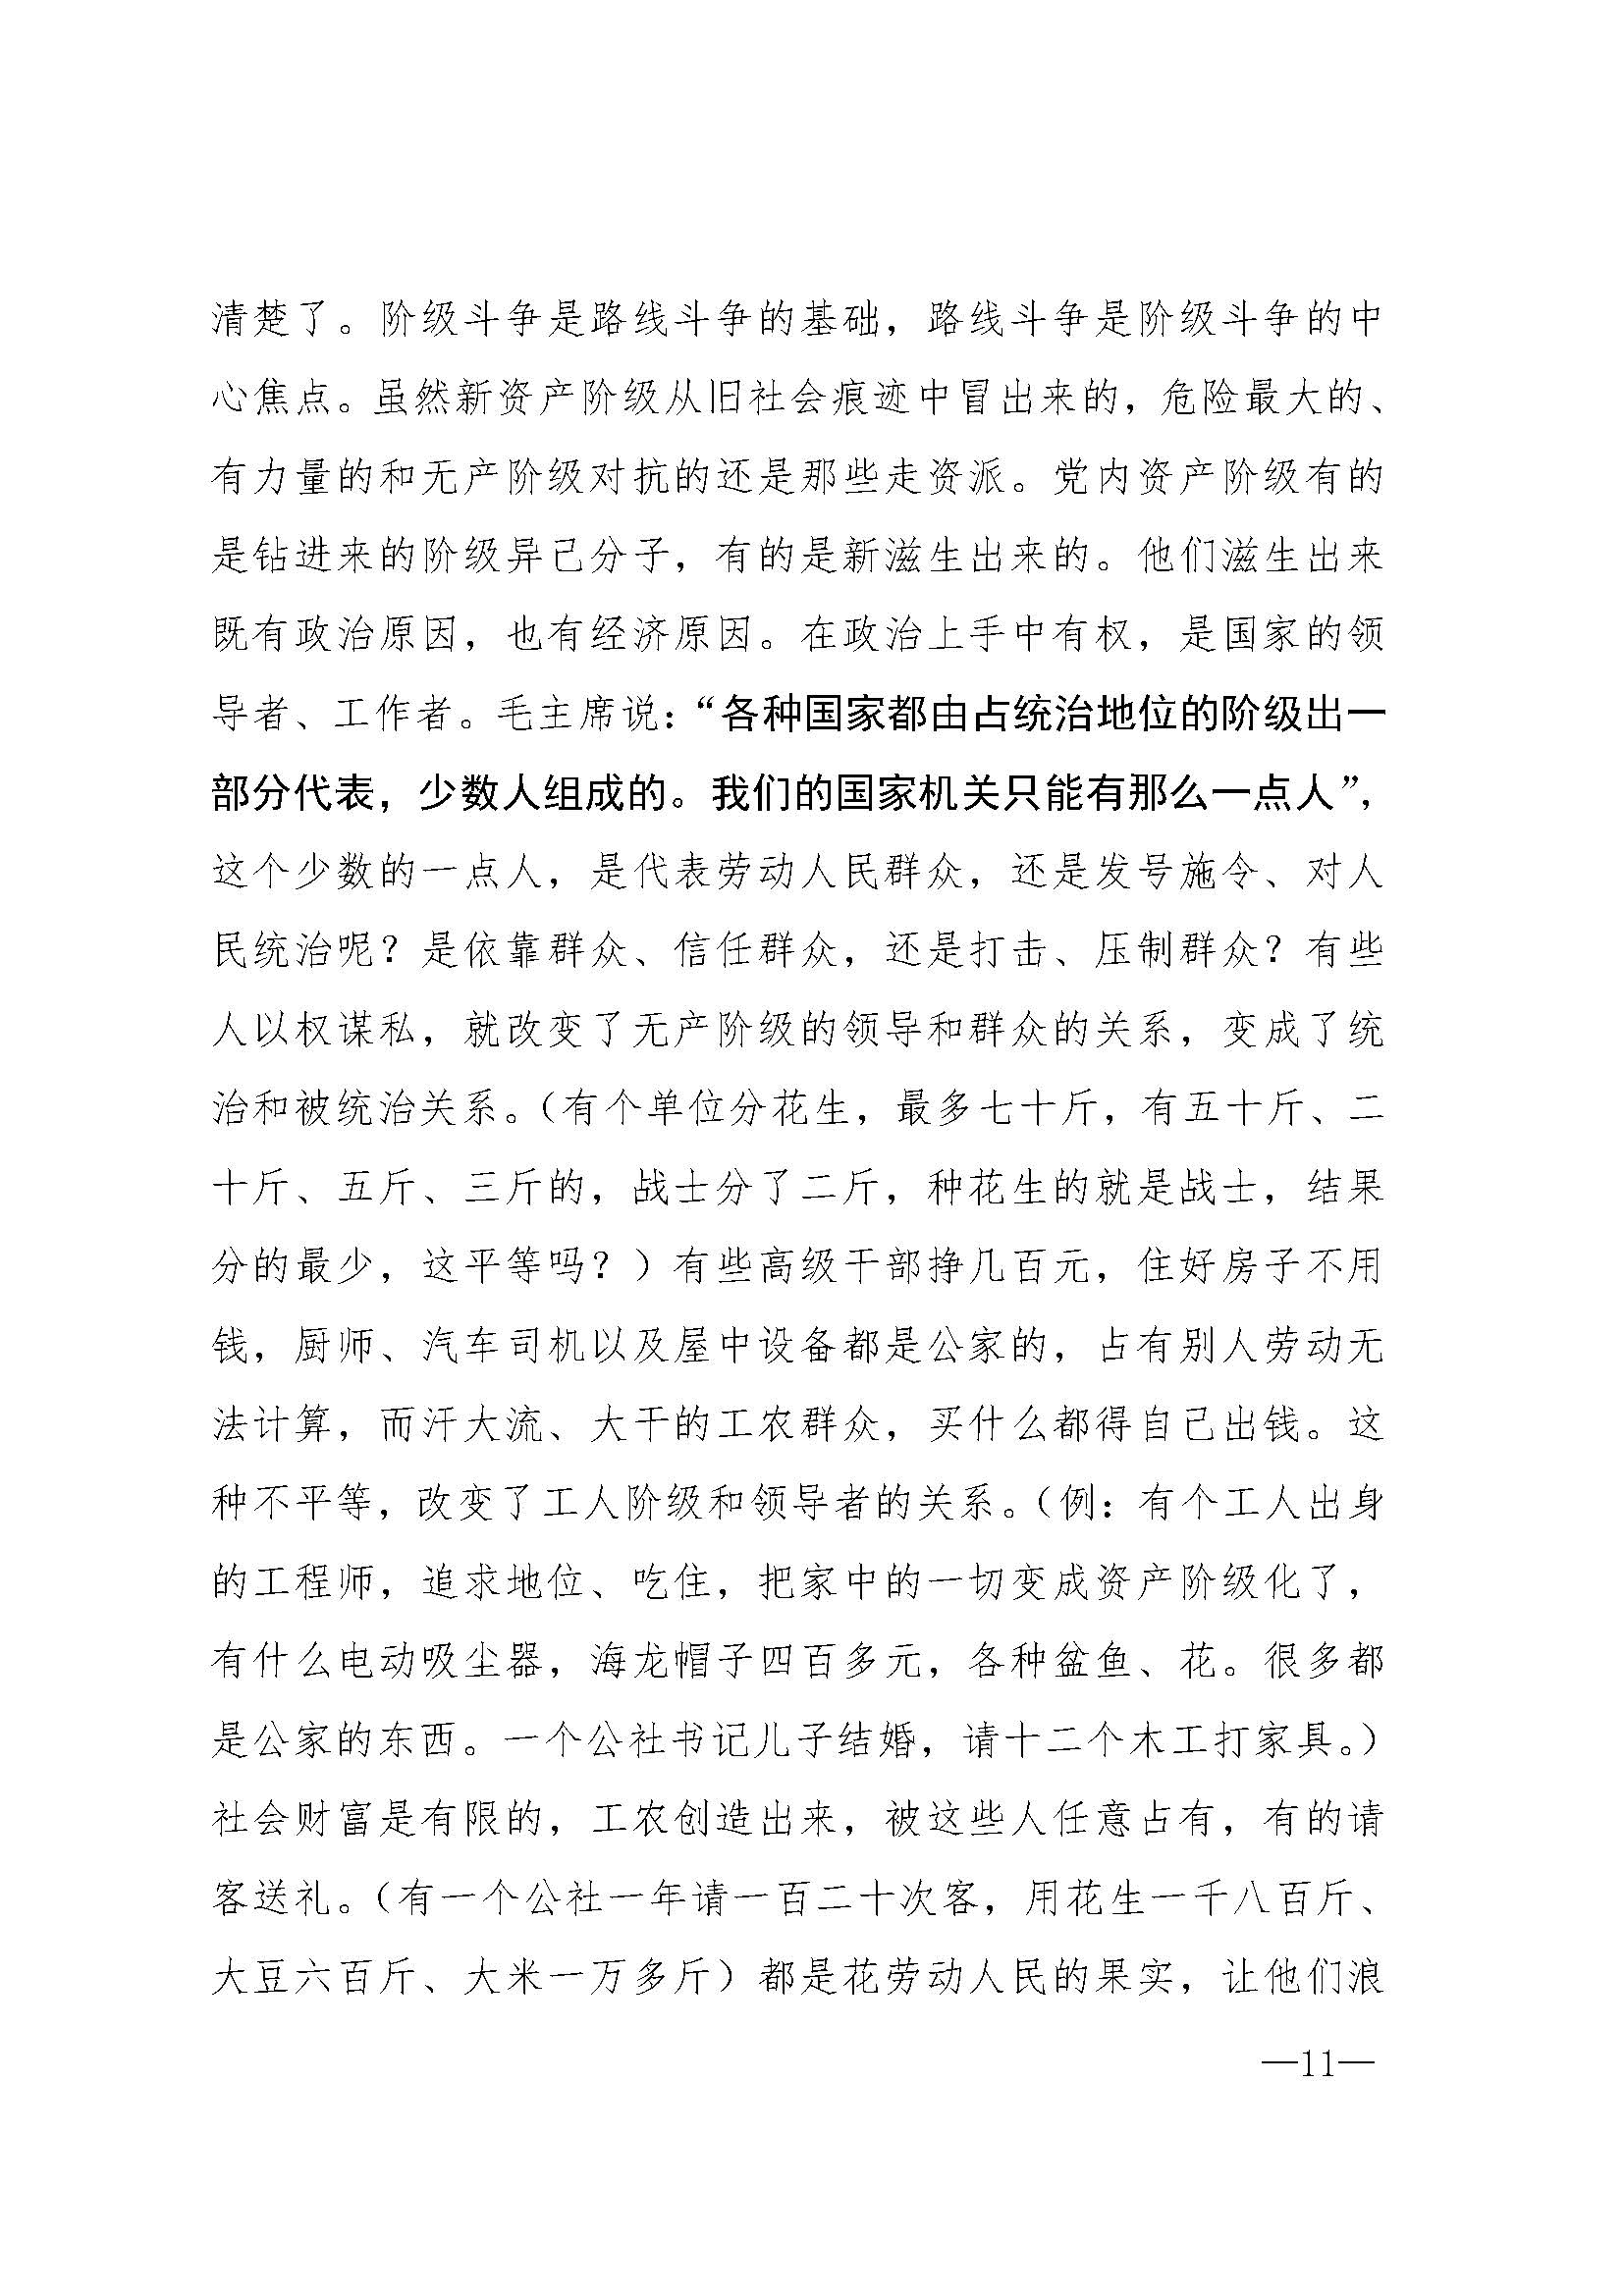 清楚了。阶级斗争是路线斗争的基础，路线斗争是阶级斗争的中
心焦点。虽然新资产阶级从旧社会痕迹中冒出来的，危险最大的、
有力量的和无产阶级对抗的还是那些走资派。党内资产阶级有的
是钻进来的阶级异己分子，有的是新滋生出来的。他们滋生出来
既有政治原因，也有经济原因。在政治上手中有权，是国家的领
导者、工作者。毛主席说：“各种国家都由占统治地位的阶级出一
部分代表，少数人组成的。我们的国家机关只能有那么一点人”，
这个少数的一点人，是代表劳动人民群众，还是发号施令、对人
民统治呢？是依靠群众、信任群众，还是打击、压制群众？有些
人以权谋私，就改变了无产阶级的领导和群众的关系，变成了统
治和被统治关系。（有个单位分花生，最多七十斤，有五十斤、二
十斤、五斤、三斤的，战士分了二斤，种花生的就是战士，结果
分的最少，这平等吗？）有些高级干部挣几百元，住好房子不用
钱，厨师、汽车司机以及屋中设备都是公家的，占有别人劳动无
法计算，而汗大流、大干的工农群众，买什么都得自己出钱。这
种不平等，改变了工人阶级和领导者的关系。（例：有个工人出身
的工程师，追求地位、吃住，把家中的一切变成资产阶级化了，
有什么电动吸尘器，海龙帽子四百多元，各种盆鱼、花。很多都
是公家的东西。一个公社书记儿子结婚，请十二个木工打家具。）
社会财富是有限的，工农创造出来，被这些人任意占有，有的请
客送礼。（有一个公社一年请一百二十次客，用花生一千八百斤、
大豆六百斤、大米一万多斤）都是花劳动人民的果实，让他们浪
—11—